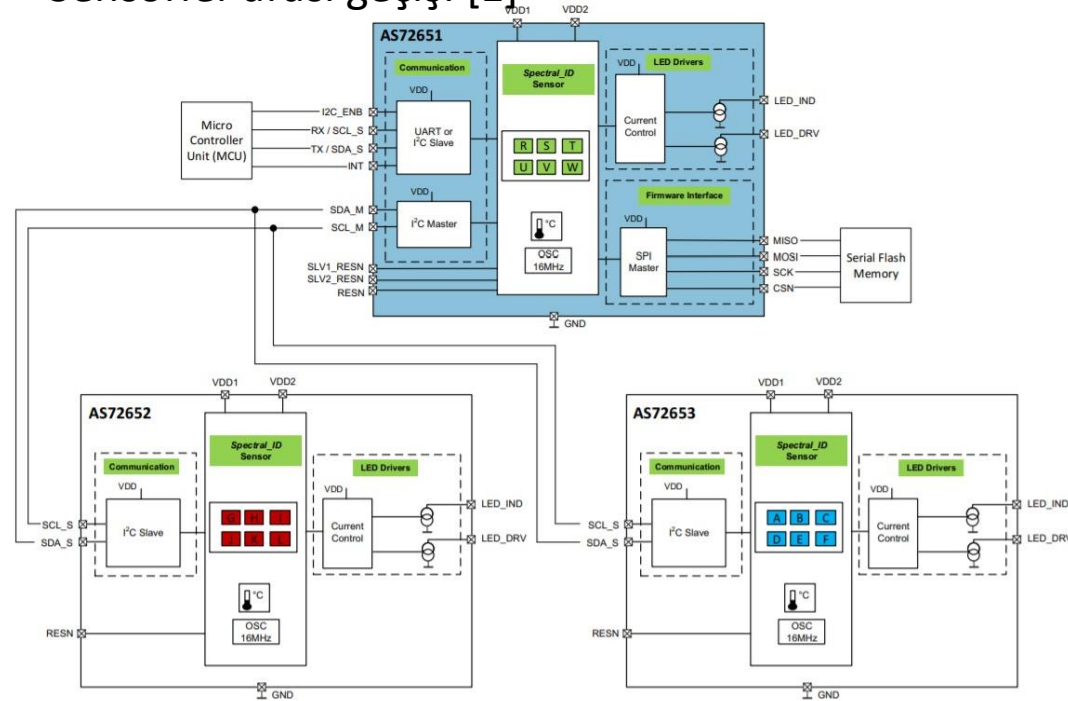 Sensörler arası geçişi [1]
VDD1 VDD2
AS72651
Communication
VDD
UART or
I²C Slave
VDD
I²C Master
Spectral_ID
Sensor
R S T
U V W
°C
OSC
16MHz
LED Drivers
VDD
Current
Control
LED_IND
LED_DRV
Firmware Interface
VDD
SPI
Master
MISO
MOSI
SCK
CSN
Serial Flash
Memory
Micro
Controller
Unit (MCU)
I2C_ENB
RX / SCL_S
TX / SDA_S
INT
SDA_M
SCL_M
SLV1_RESN
SLV2_RESN
RESN
GND
VDD1 VDD2
AS72652
Communication
VDD
I²C Slave
SCL_S
SDA_S
RESN
Spectral_ID
Sensor
G H I
J K L
°C
OSC
16MHz
LED Drivers
VDD
Current
Control
LED_IND
LED_DRV
GND
VDD1 VDD2
AS72653
Communication
VDD
I²C Slave
SCL_S
SDA_S
RESN
Spectral_ID
Sensor
A B C
D E F
°C
OSC
16MHz
LED Drivers
VDD
Current
Control
LED_IND
LED_DRV
GND